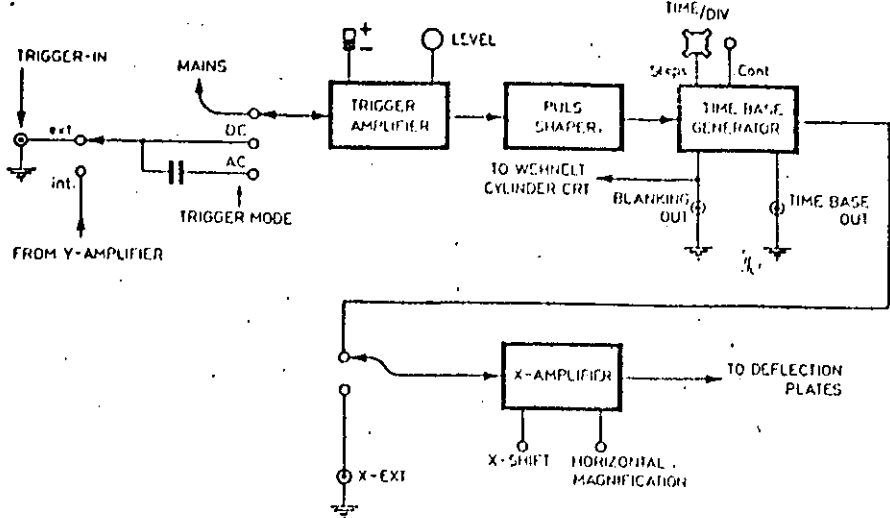 TIME/DIV
+
-
LEVEL
TRIGGER-IN
MAINS
Steps
Cont
TRIGGER
AMPLIFIER
PULS
SHAPER
TIME BASE
GENERATOR
ext
DC
AC
int.
TRIGGER MODE
TO WEHNELT
CYLINDER CRT
BLANKING
OUT
TIME BASE
OUT
FROM Y-AMPLIFIER
X-AMPLIFIER
TO DEFLECTION
PLATES
X-SHIFT
HORIZONTAL
MAGNIFICATION
X-EXT